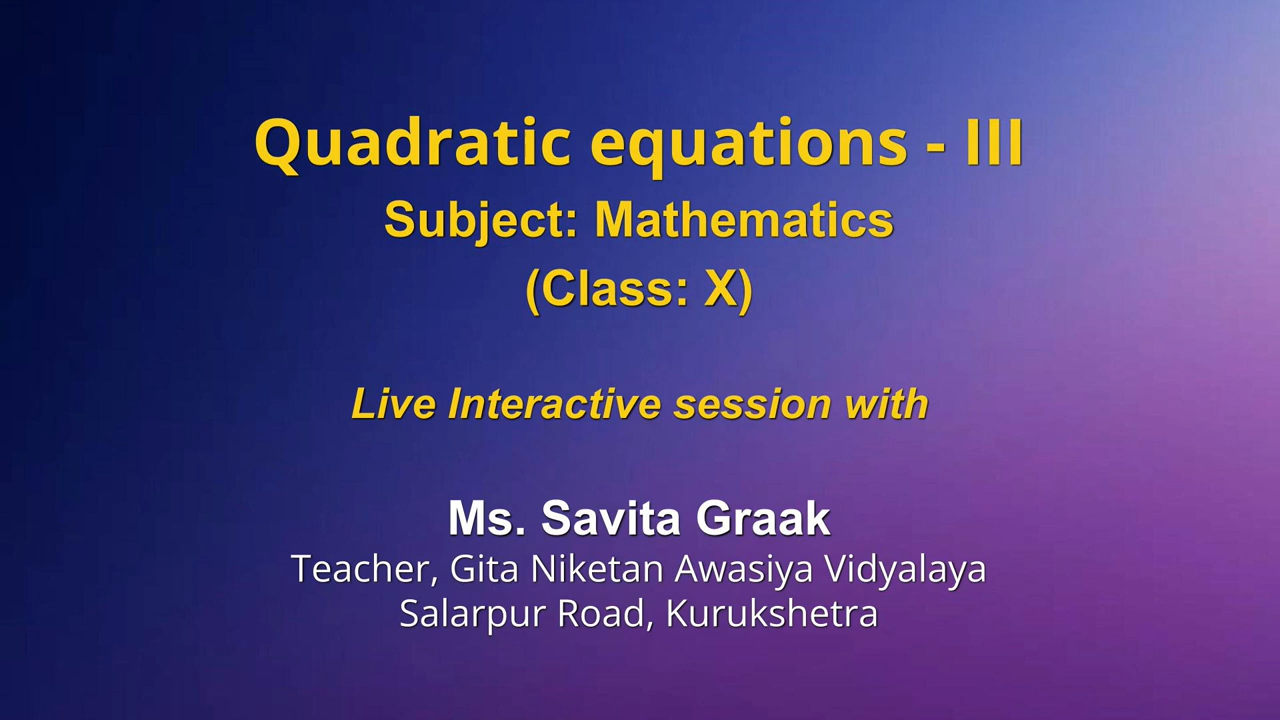 Quadratic equations - III
Subject: Mathematics
(Class: X)
Live Interactive session with
Ms. Savita Graak
Teacher, Gita Niketan Awasiya Vidyalaya
Salarpur Road, Kurukshetra